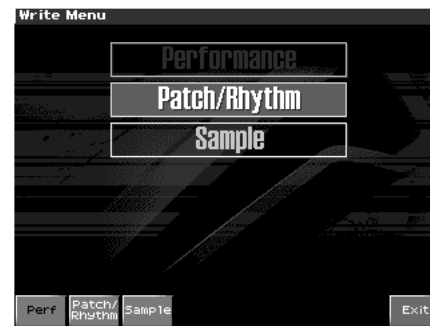 Write Menu
Performance
Patch/Rhythm
Sample
Perf
Patch/
Rhythm
Sample
Exit